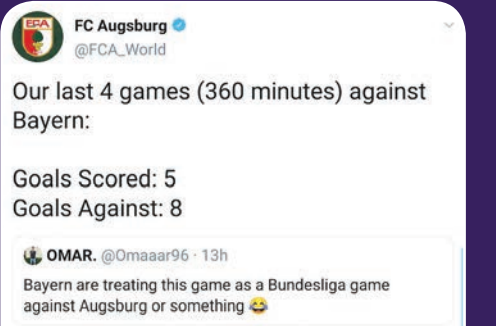 FCA
FC Augsburg
@FCA_World
Our last 4 games (360 minutes) against
Bayern:
Goals Scored: 5
Goals Against: 8
OMAR. @Omaaar96 · 13h
Bayern are treating this game as a Bundesliga game
against Augsburg or something 😂